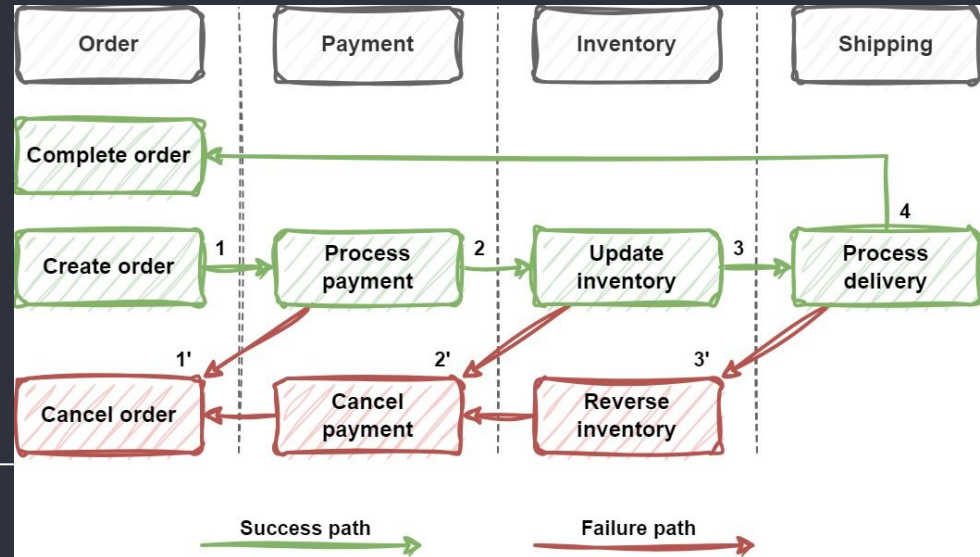 Order
Payment
Inventory
Shipping
Complete order
4
Create order
1
Process
payment
2
Update
inventory
3
Process
delivery
1'
2'
3'
Cancel order
Cancel
payment
Reverse
inventory
Success path
Failure path